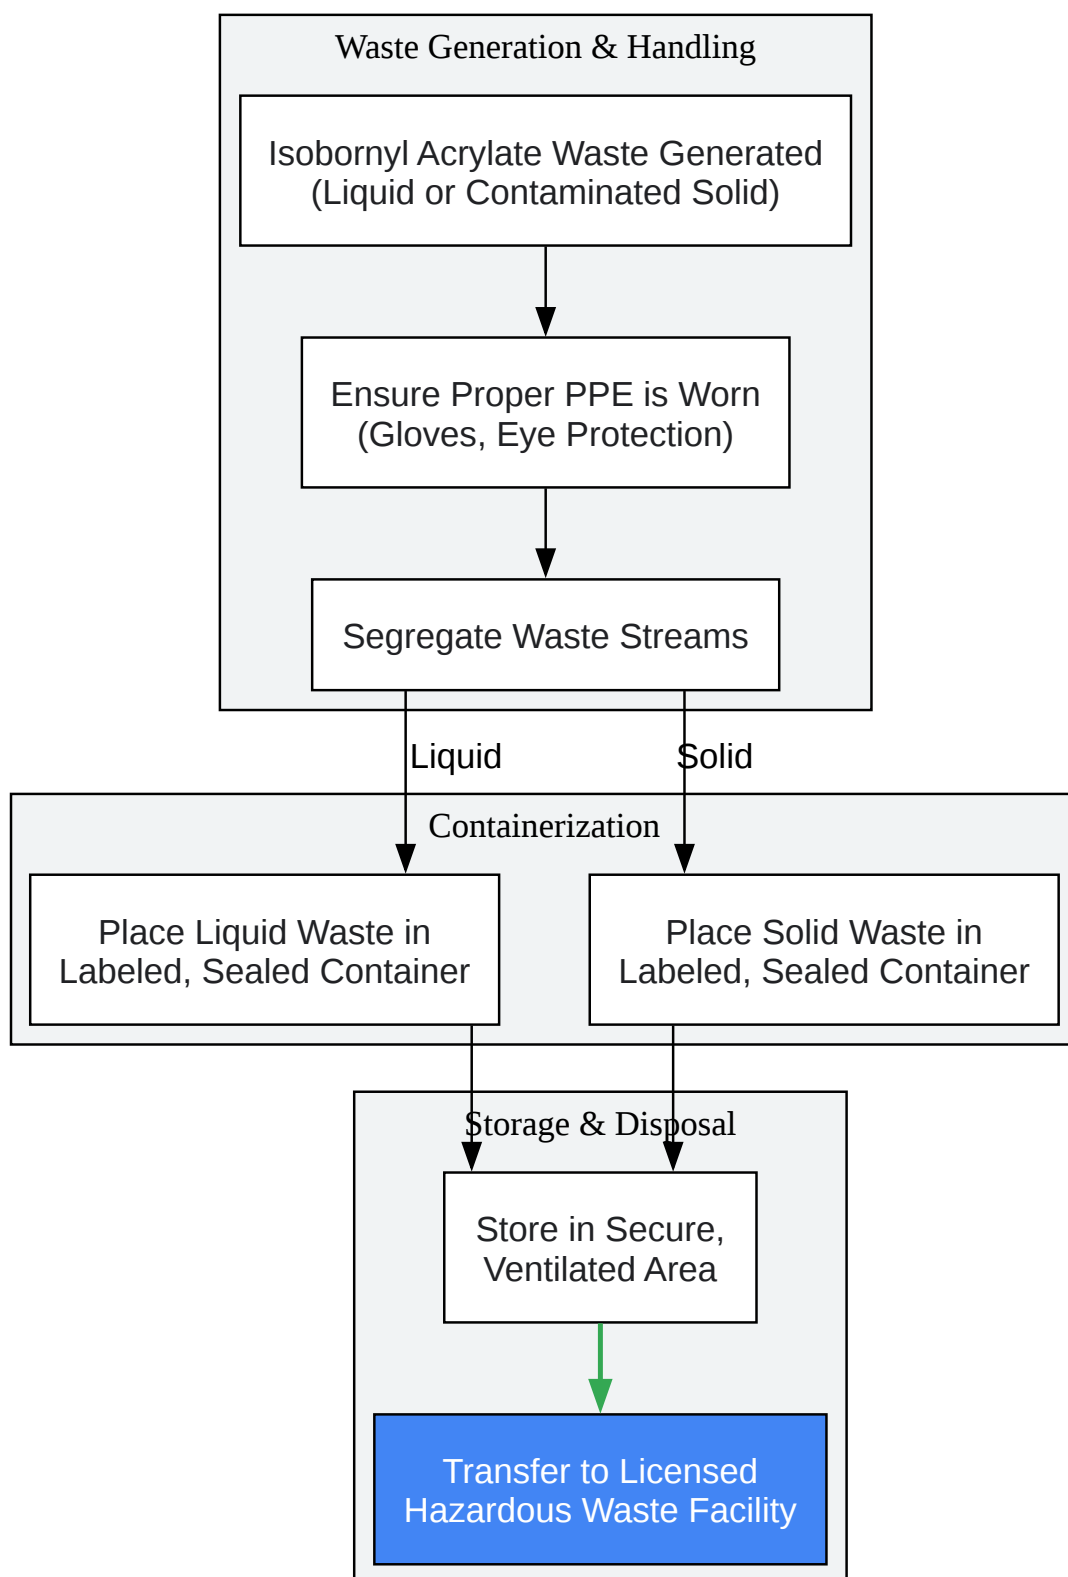 Waste Generation & Handling
Isobornyl Acrylate Waste Generated
(Liquid or Contaminated Solid)
Ensure Proper PPE is Worn
(Gloves, Eye Protection)
Segregate Waste Streams
Liquid
Solid
Containerization
Place Liquid Waste in
Labeled, Sealed Container
Place Solid Waste in
Labeled, Sealed Container
Storage & Disposal
Store in Secure,
Ventilated Area
Transfer to Licensed
Hazardous Waste Facility